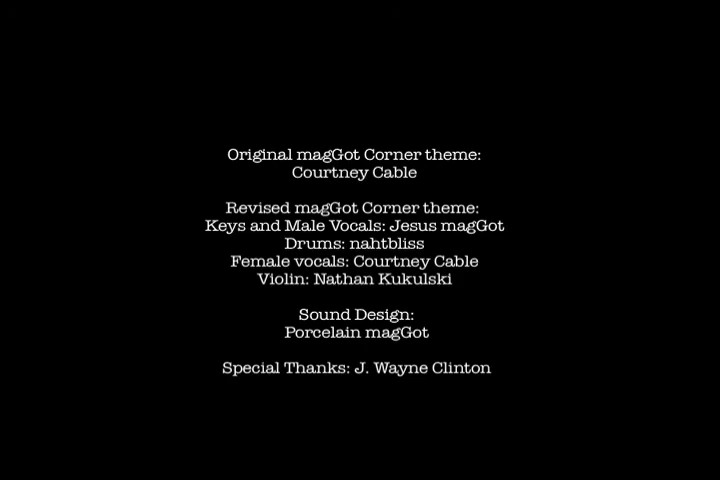 Original magGot Corner theme:
Courtney Cable
Revised magGot Corner theme:
Keys and Male Vocals: Jesus magGot
Drums: nahtbliss
Female vocals: Courtney Cable
Violin: Nathan Kukulski
Sound Design:
Porcelain magGot
Special Thanks: J. Wayne Clinton